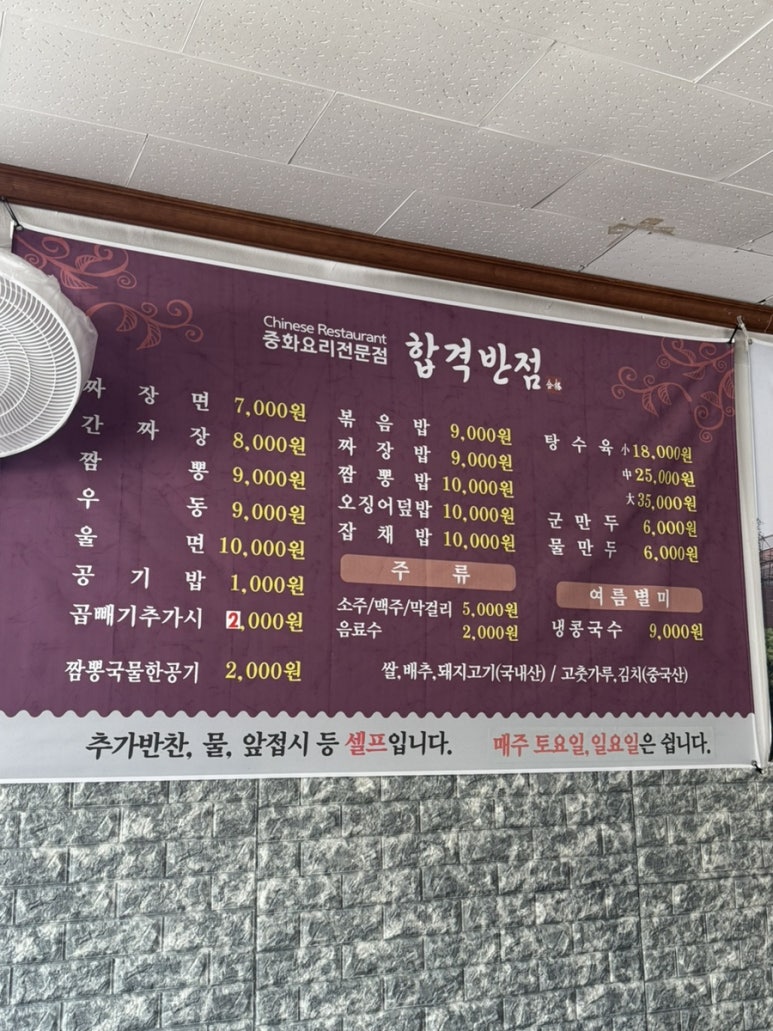 Chinese Restaurant
중화요리전문점
합격반점
合格
짜장면 7,000원
간짜장 8,000원
짬뽕 9,000원
우동 9,000원
울면 10,000원
공기밥 1,000원
곱빼기추가시 2,000원
짬뽕국물한공기 2,000원
볶음밥 9,000원
짜장밥 9,000원
짬뽕밥 10,000원
오징어덮밥 10,000원
잡채밥 10,000원
주류
소주/맥주/막걸리 5,000원
음료수 2,000원
탕수육 小 18,000원
中 25,000원
大 35,000원
군만두 6,000원
물만두 6,000원
여름별미
냉콩국수 9,000원
쌀,배추,돼지고기(국내산) / 고춧가루,김치(중국산)
추가반찬, 물, 앞접시 등 셀프입니다.
매주 토요일,일요일은 쉽니다.